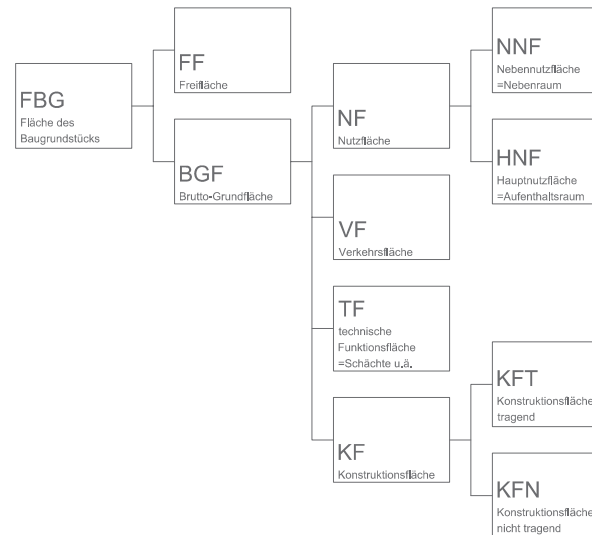 FBG
Fläche des
Baugrundstücks
FF
Freifläche
BGF
Brutto-Grundfläche
NF
Nutzfläche
VF
Verkehrsfläche
TF
technische
Funktionsfläche
=Schächte u.ä.
KF
Konstruktionsfläche
NNF
Nebennutzfläche
=Nebenraum
HNF
Hauptnutzfläche
=Aufenthaltsraum
KFT
Konstruktionsfläche
tragend
KFN
Konstruktionsfläche
nicht tragend